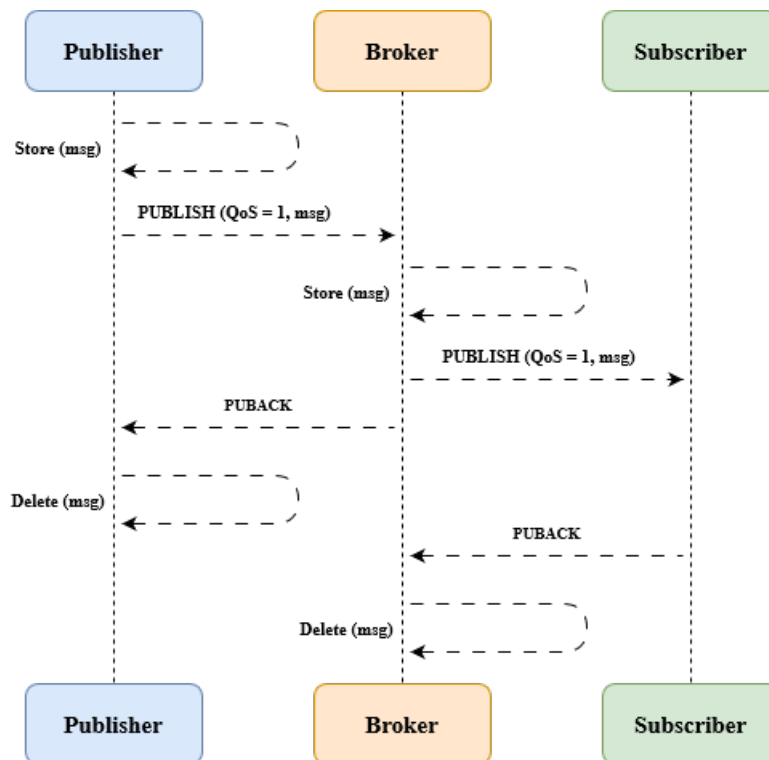 Publisher
Broker
Subscriber
Store (msg)
PUBLISH (QoS = 1, msg)
Store (msg)
PUBLISH (QoS = 1, msg)
PUBACK
Delete (msg)
PUBACK
Delete (msg)
Publisher
Broker
Subscriber